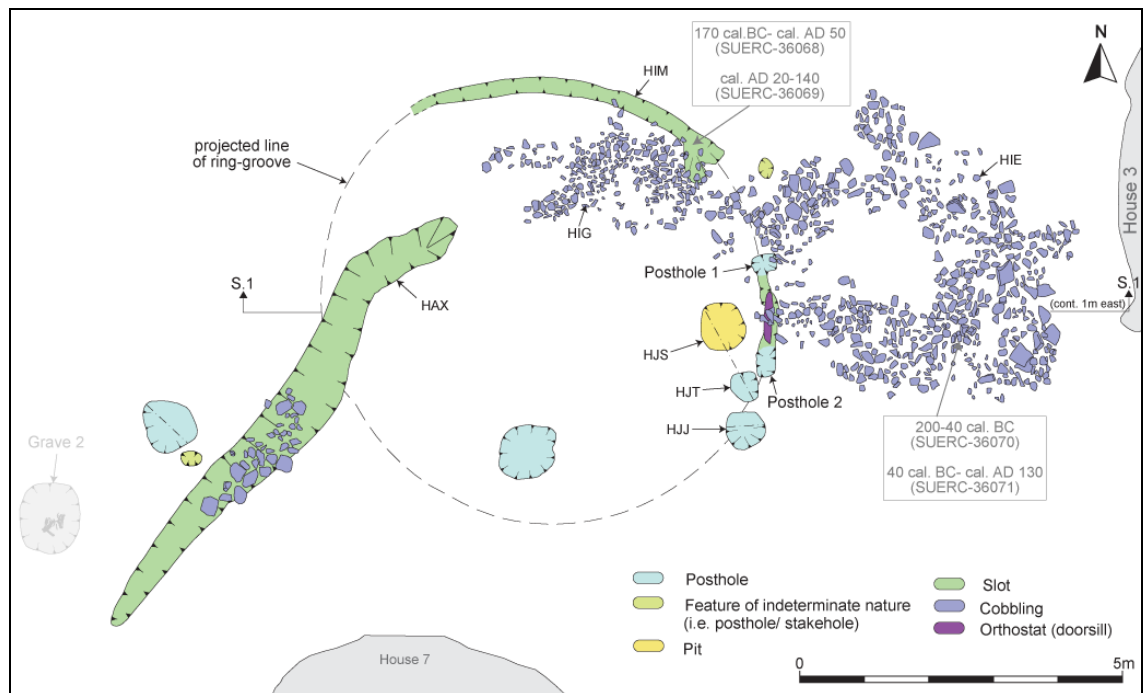 170 cal.BC- cal. AD 50
(SUERC-36068)
cal. AD 20-140
(SUERC-36069)
N
HIM
projected line
of ring-groove
HIE
House 3
HIG
Posthole 1
S.1
HAX
S.1
(cont. 1m east)
HJS
HJT
Posthole 2
HJJ
Grave 2
200-40 cal. BC
(SUERC-36070)
40 cal. BC- cal. AD 130
(SUERC-36071)
Posthole
Feature of indeterminate nature
(i.e. posthole/ stakehole)
Pit
Slot
Cobbling
Orthostat (doorsill)
House 7
0
5m